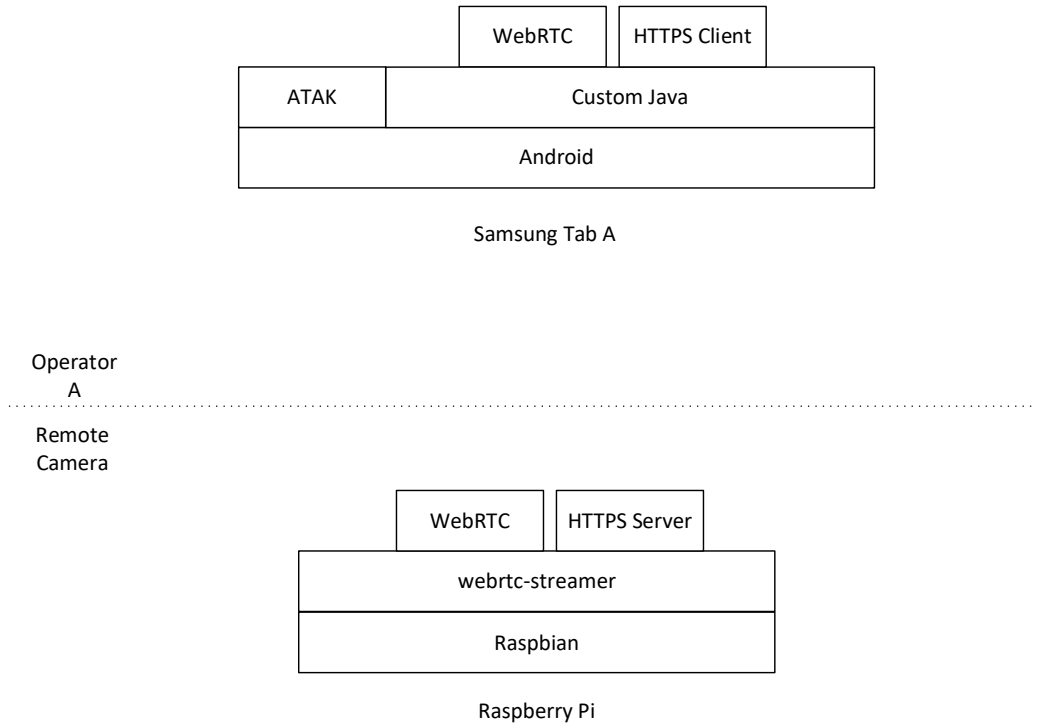 WebRTC
HTTPS Client
ATAK
Custom Java
Android
Samsung Tab A
Operator
A
Remote
Camera
WebRTC
HTTPS Server
webrtc-streamer
Raspbian
Raspberry Pi